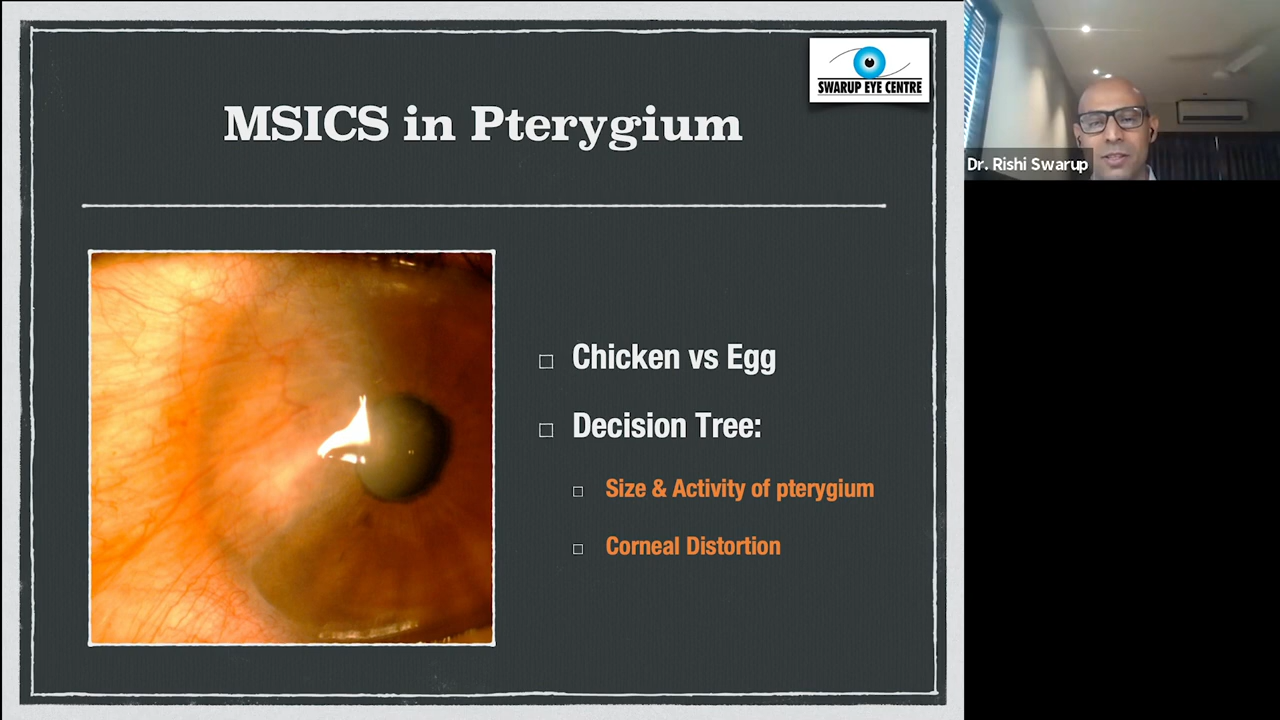 SWARUP EYE CENTRE
MSICS in Pterygium
Dr. Rishi Swarup
Chicken vs Egg
Decision Tree:
Size & Activity of pterygium
Corneal Distortion